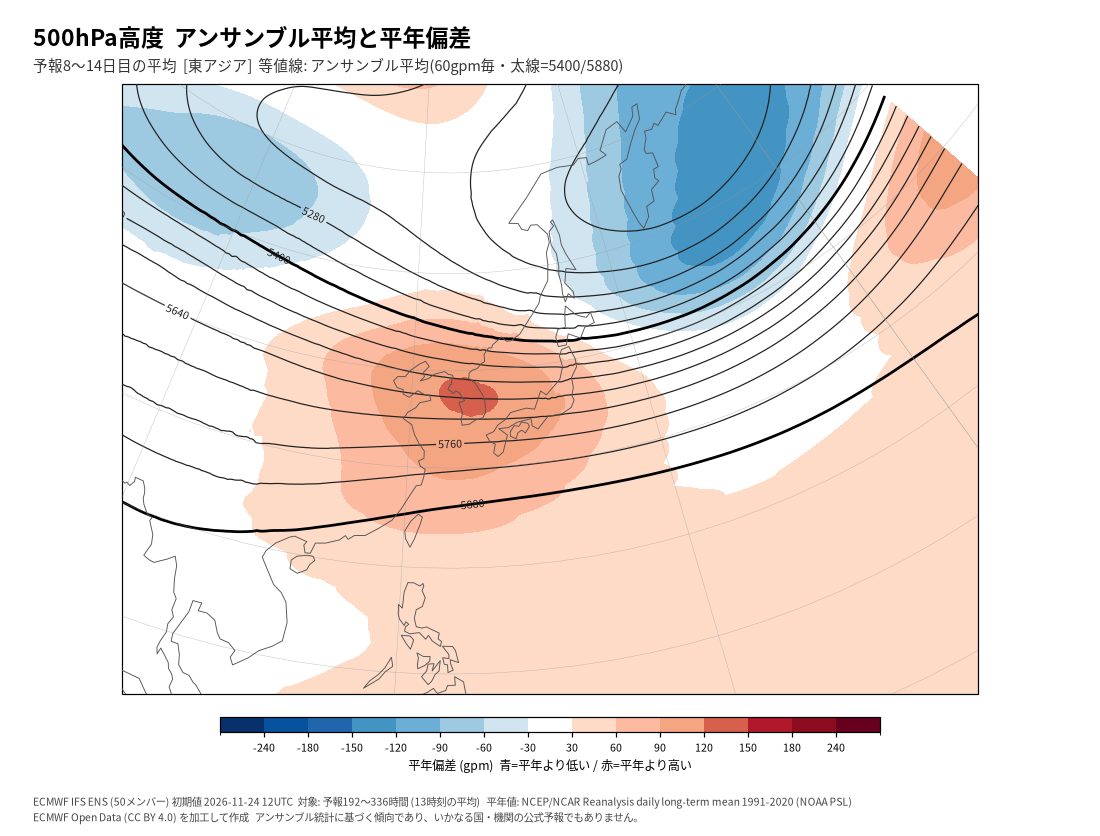 500hPa高度 アンサンブル平均と平年偏差
予報8〜14日目の平均 [東アジア] 等値線: アンサンブル平均(60gpm毎・太線=5400/5880)
5280
5400
5640
5760
5880
-240 -180 -150 -120 -90 -60 -30 30 60 90 120 150 180 240
平年偏差 (gpm) 青=平年より低い / 赤=平年より高い
ECMWF IFS ENS (50メンバー) 初期値 2026-11-24 12UTC 対象: 予報192〜336時間 (13時刻の平均) 平年値: NCEP/NCAR Reanalysis daily long-term mean 1991-2020 (NOAA PSL)
ECMWF Open Data (CC BY 4.0) を加工して作成 アンサンブル統計に基づく傾向であり、いかなる国・機関の公式予報でもありません。